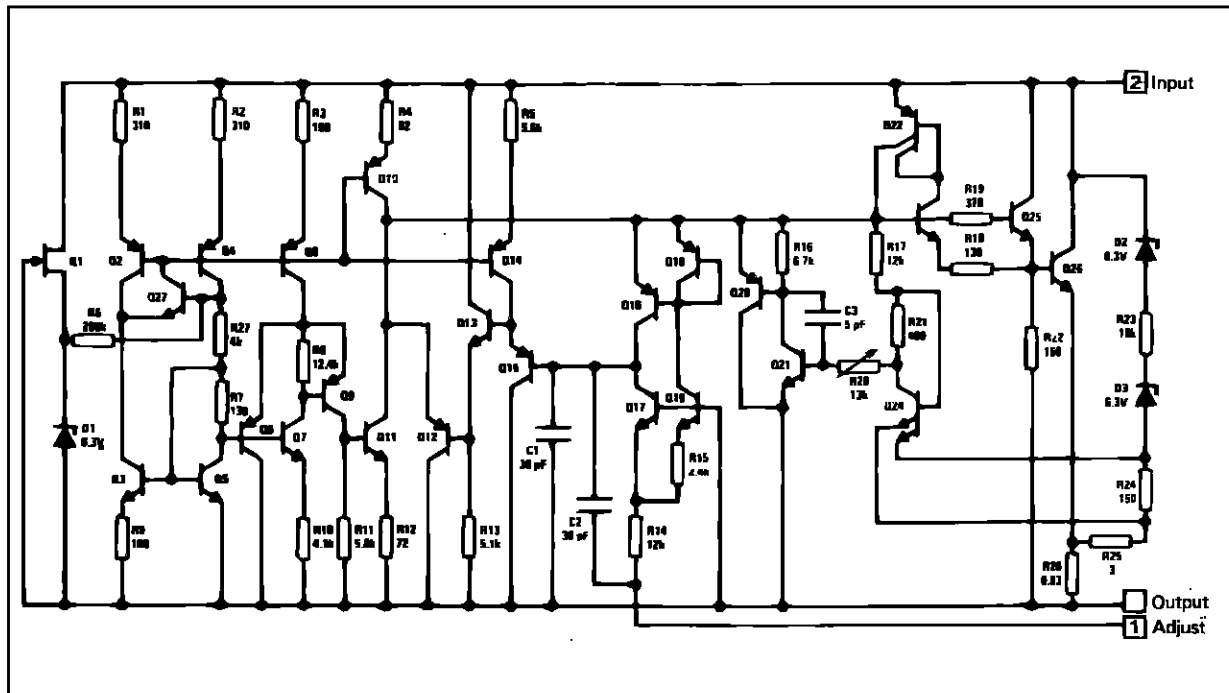 2 Input
R1
310
R2
310
R3
190
R4
82
R5
5.6k
Q22
Q10
R19
370
Q25
Q1
Q2
Q4
Q14
R18
130
Q26
D2
6.3V
R16
6.7k
R17
12k
Q27
R6
200k
Q18
Q16
Q20
C3
5 pF
R27
4k
Q13
R8
12.4k
Q15
R21
400
R23
18k
R22
160
R7
130
Q9
Q21
R20
13k
D3
6.3V
D1
6.3V
Q6
Q7
Q11
Q12
Q17
Q19
Q24
C1
30 pF
R15
2.4k
Q3
Q5
R24
150
R9
180
R10
4.1k
R11
5.8k
R12
72
R13
5.1k
C2
30 pF
R14
12k
R25
3
R26
Output
1 Adjust